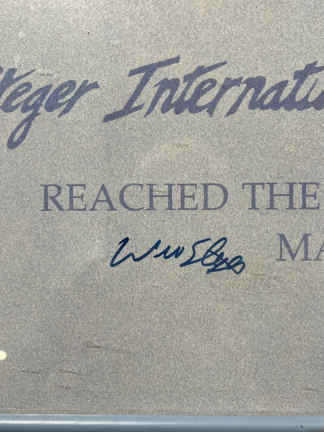 teger Internati
REACHED THE
MA